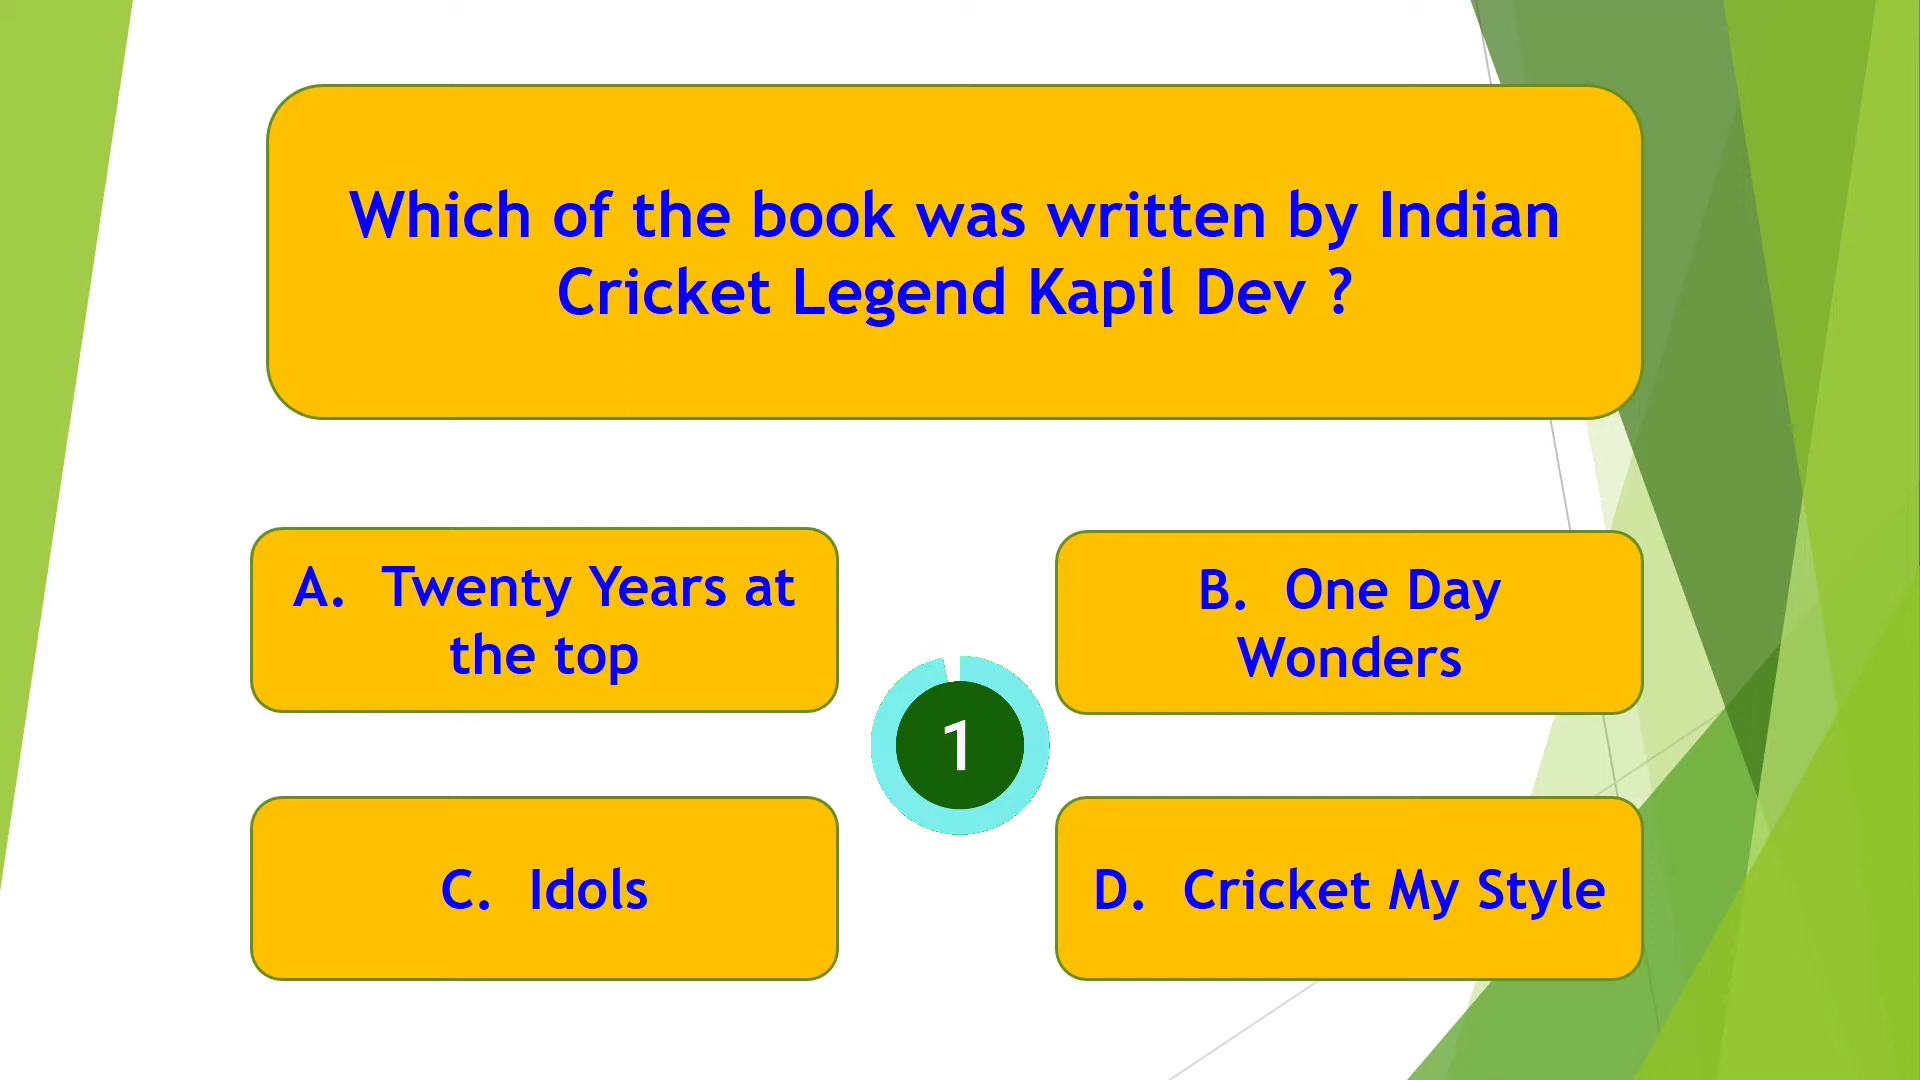 Which of the book was written by Indian
Cricket Legend Kapil Dev ?
A. Twenty Years at
the top
B. One Day
Wonders
1
C. Idols
D. Cricket My Style